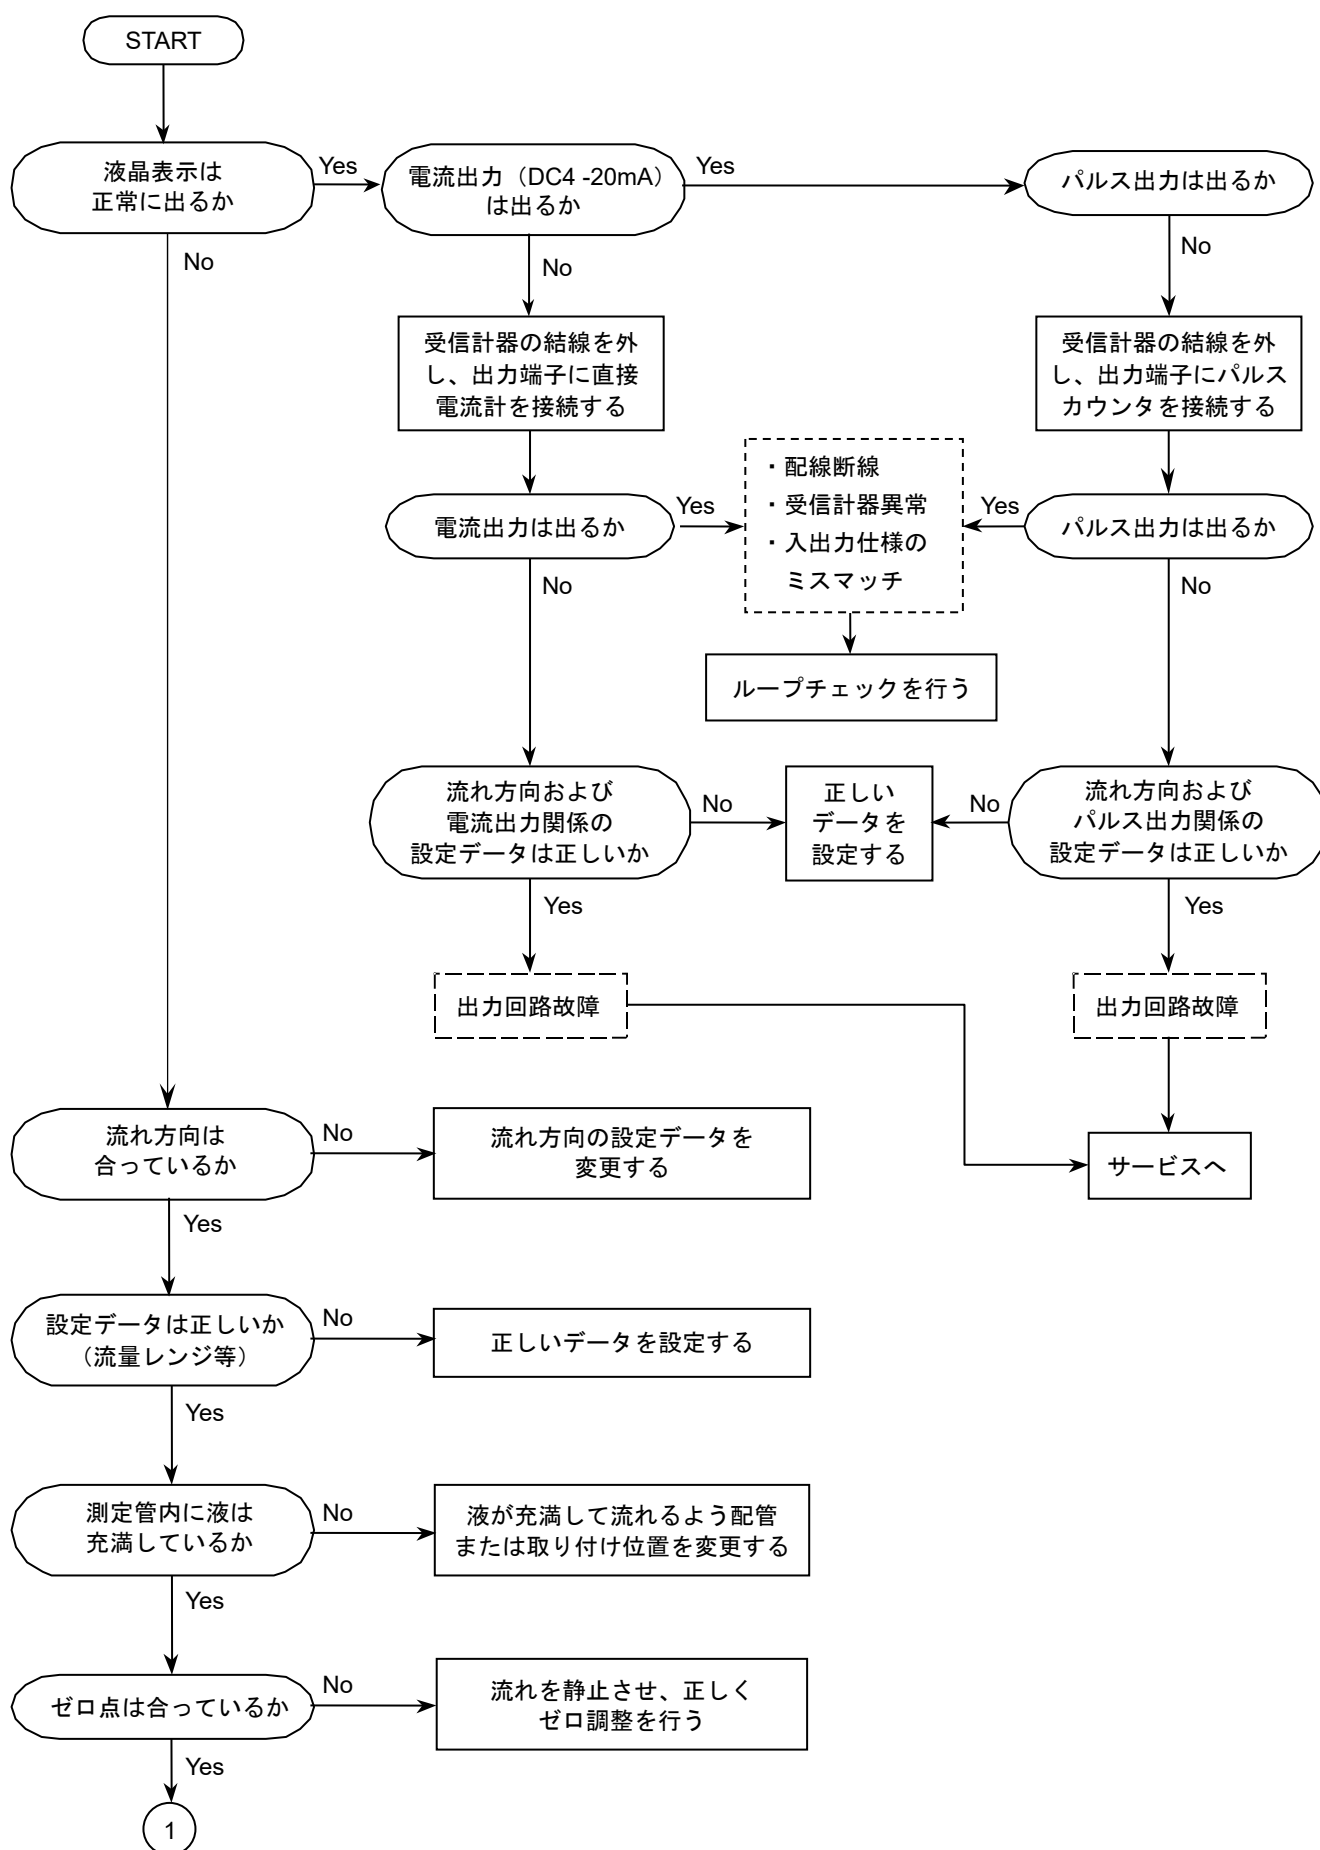 START
液晶表示は
正常に出るか
Yes
電流出力（DC4 -20mA）
は出るか
Yes
パルス出力は出るか
No
No
No
受信計器の結線を外
し、出力端子に直接
電流計を接続する
受信計器の結線を外
し、出力端子にパルス
カウンタを接続する
・配線断線
・受信計器異常
・入出力仕様の
ミスマッチ
電流出力は出るか
Yes
Yes
パルス出力は出るか
No
No
ループチェックを行う
流れ方向および
電流出力関係の
設定データは正しいか
No
正しい
データを
設定する
No
流れ方向および
パルス出力関係の
設定データは正しいか
Yes
Yes
出力回路故障
出力回路故障
流れ方向は
合っているか
No
流れ方向の設定データを
変更する
サービスへ
Yes
設定データは正しいか
（流量レンジ等）
No
正しいデータを設定する
Yes
測定管内に液は
充満しているか
No
液が充満して流れるよう配管
または取り付け位置を変更する
Yes
ゼロ点は合っているか
No
流れを静止させ、正しく
ゼロ調整を行う
Yes
1